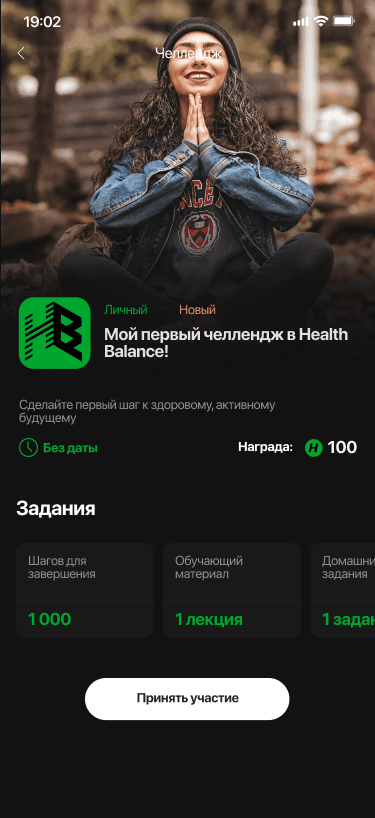 19:02
Челлендж
Личный
Новый
Мой первый челлендж в Health
Balance!
Сделайте первый шаг к здоровому, активному
будущему
Без даты
Награда:
H 100
Задания
Шагов для
завершения
1 000
Обучающий
материал
1 лекция
Домашни
задания
1 задан
Принять участие